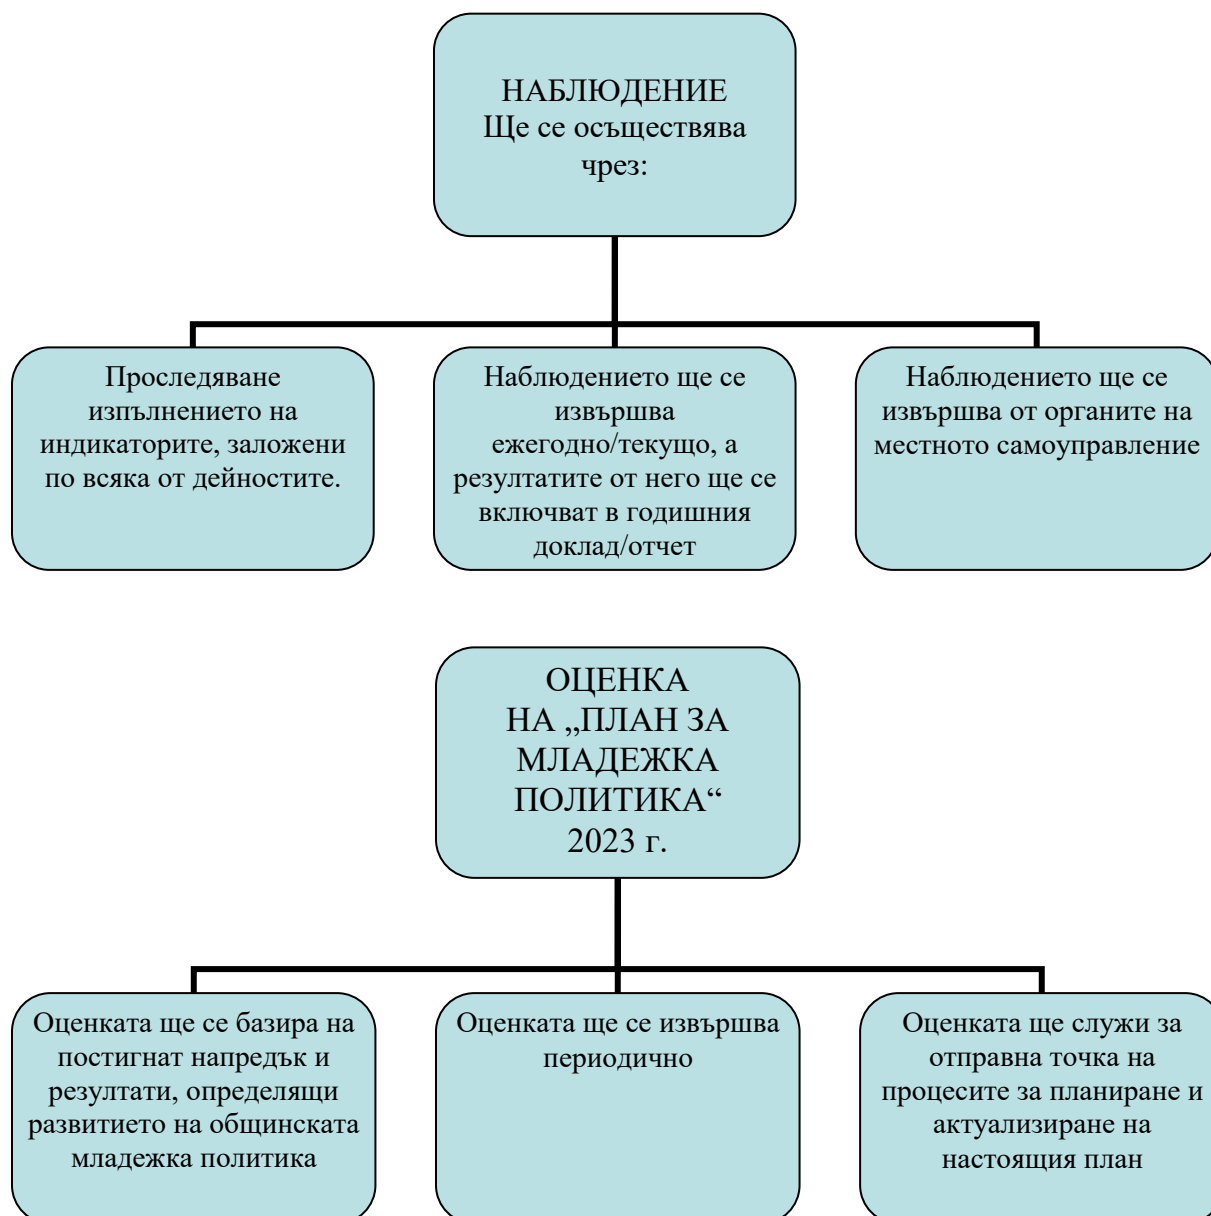 НАБЛЮДЕНИЕ
Ще се осъществява
чрез:
Проследяване
изпълнението на
индикаторите, заложени
по всяка от дейностите.
Наблюдението ще се
извършва
ежегодно/текущо, а
резултатите от него ще се
включват в годишния
доклад/отчет
Наблюдението ще се
извършва от органите на
местното самоуправление
ОЦЕНКА
НА „ПЛАН ЗА
МЛАДЕЖКА
ПОЛИТИКА“
2023 г.
Оценката ще се базира на
постигнат напредък и
резултати, определящи
развитието на общинската
младежка политика
Оценката ще се извършва
периодично
Оценката ще служи за
отправна точка на
процесите за планиране и
актуализиране на
настоящия план